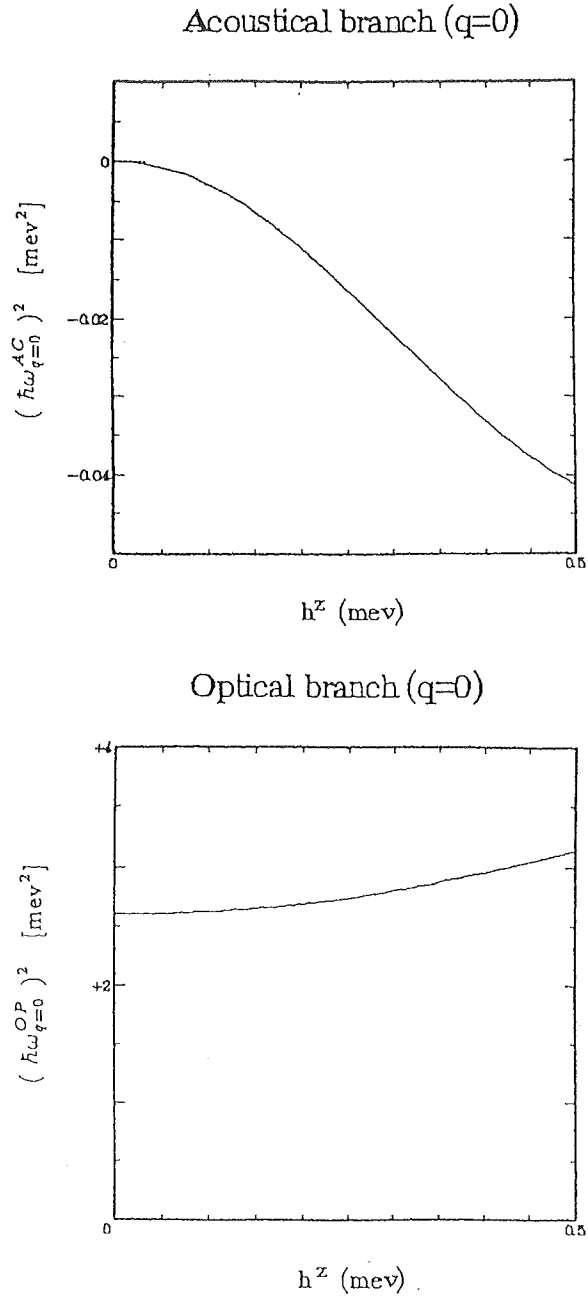 Acoustical branch (q=0)
0
−0.02
−0.04
( ħω^{AC}_{q=0} )² [mev²]
0
0.5
h^z (mev)
Optical branch (q=0)
+4
+2
0
( ħω^{OP}_{q=0} )² [mev²]
0.5
h^z (mev)